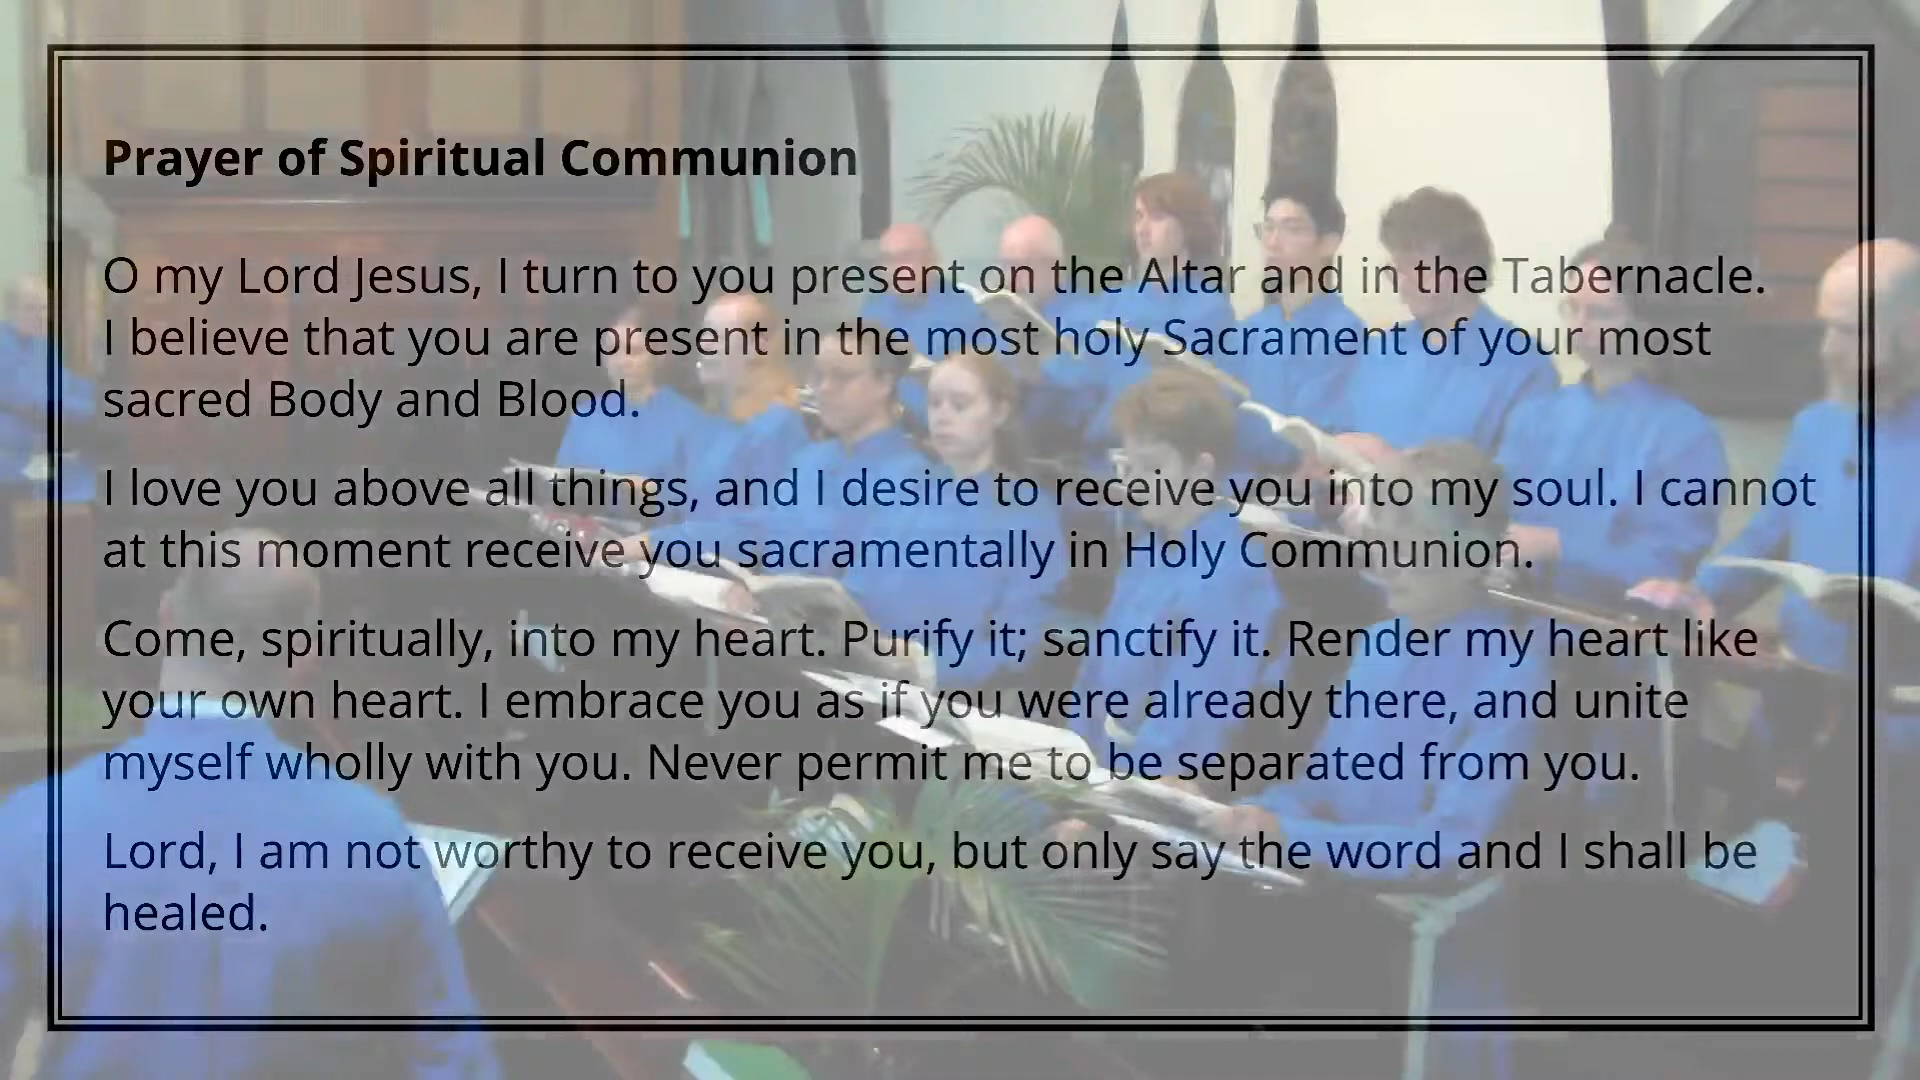 Prayer of Spiritual Communion
O my Lord Jesus, I turn to you present on the Altar and in the Tabernacle.
I believe that you are present in the most holy Sacrament of your most
sacred Body and Blood.
I love you above all things, and I desire to receive you into my soul. I cannot
at this moment receive you sacramentally in Holy Communion.
Come, spiritually, into my heart. Purify it; sanctify it. Render my heart like
your own heart. I embrace you as if you were already there, and unite
myself wholly with you. Never permit me to be separated from you.
Lord, I am not worthy to receive you, but only say the word and I shall be
healed.